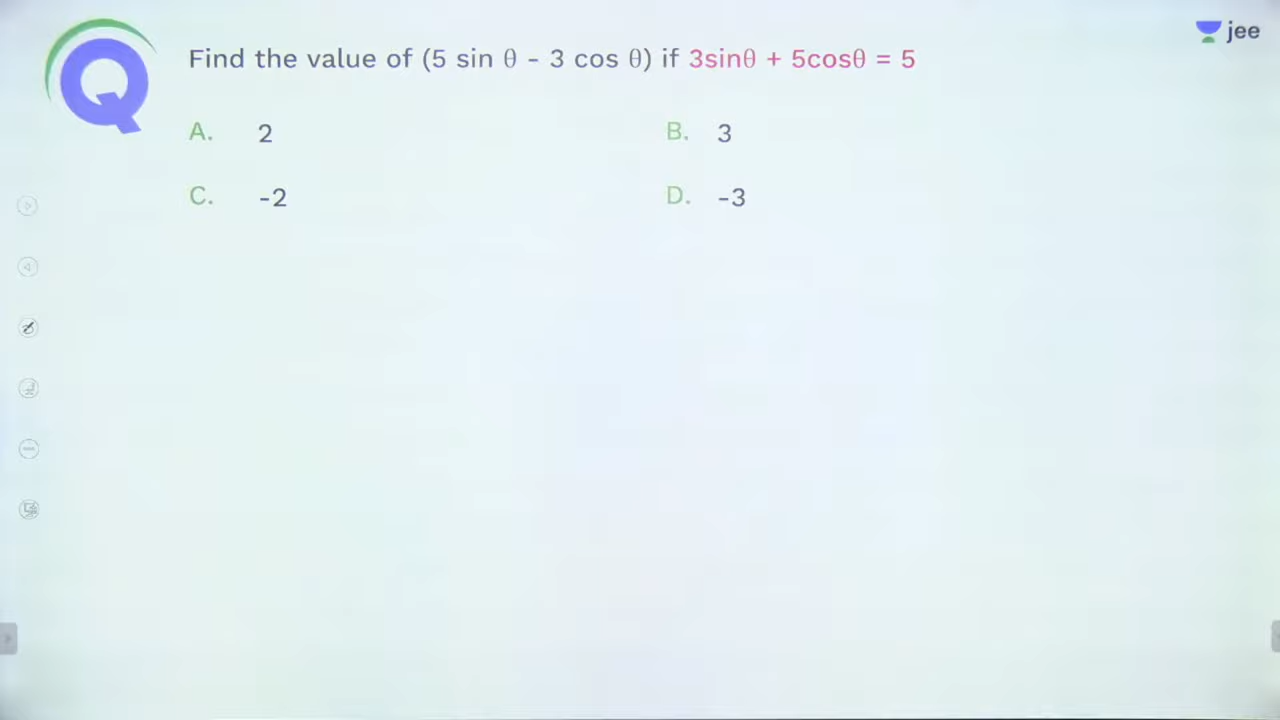 Find the value of (5 sin θ - 3 cos θ) if 3sinθ + 5cosθ = 5
jee
A. 2
B. 3
C. -2
D. -3